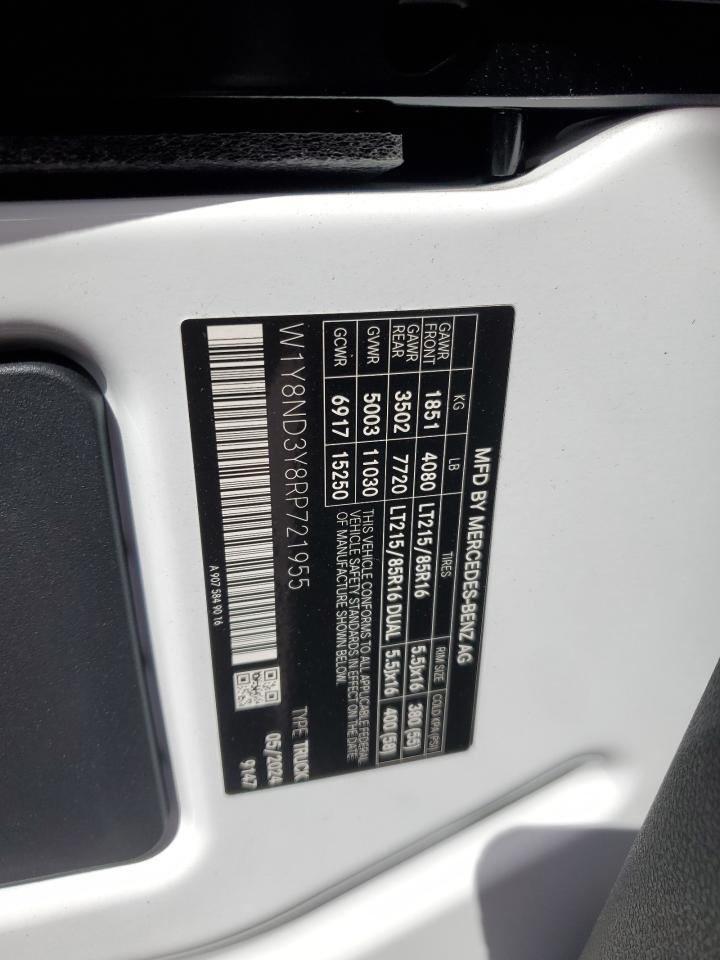 MFD BY MERCEDES-BENZ AG
KG LB TIRES RIM SIZE COLD KPA (PSI)
GAWR FRONT 1851 4080 LT215/85R16 5.5Jx16 380 (55)
GAWR REAR 3502 7720 LT215/85R16 DUAL 5.5Jx16 400 (58)
GVWR 5003 11030
GCWR 6917 15250
THIS VEHICLE CONFORMS TO ALL APPLICABLE FEDERAL
VEHICLE SAFETY STANDARDS IN EFFECT ON THE DATE
OF MANUFACTURE SHOWN BELOW.
W1Y8ND3Y8RP721955
TYPE TRUCK
05/2024
9147
A 907 584 90 16